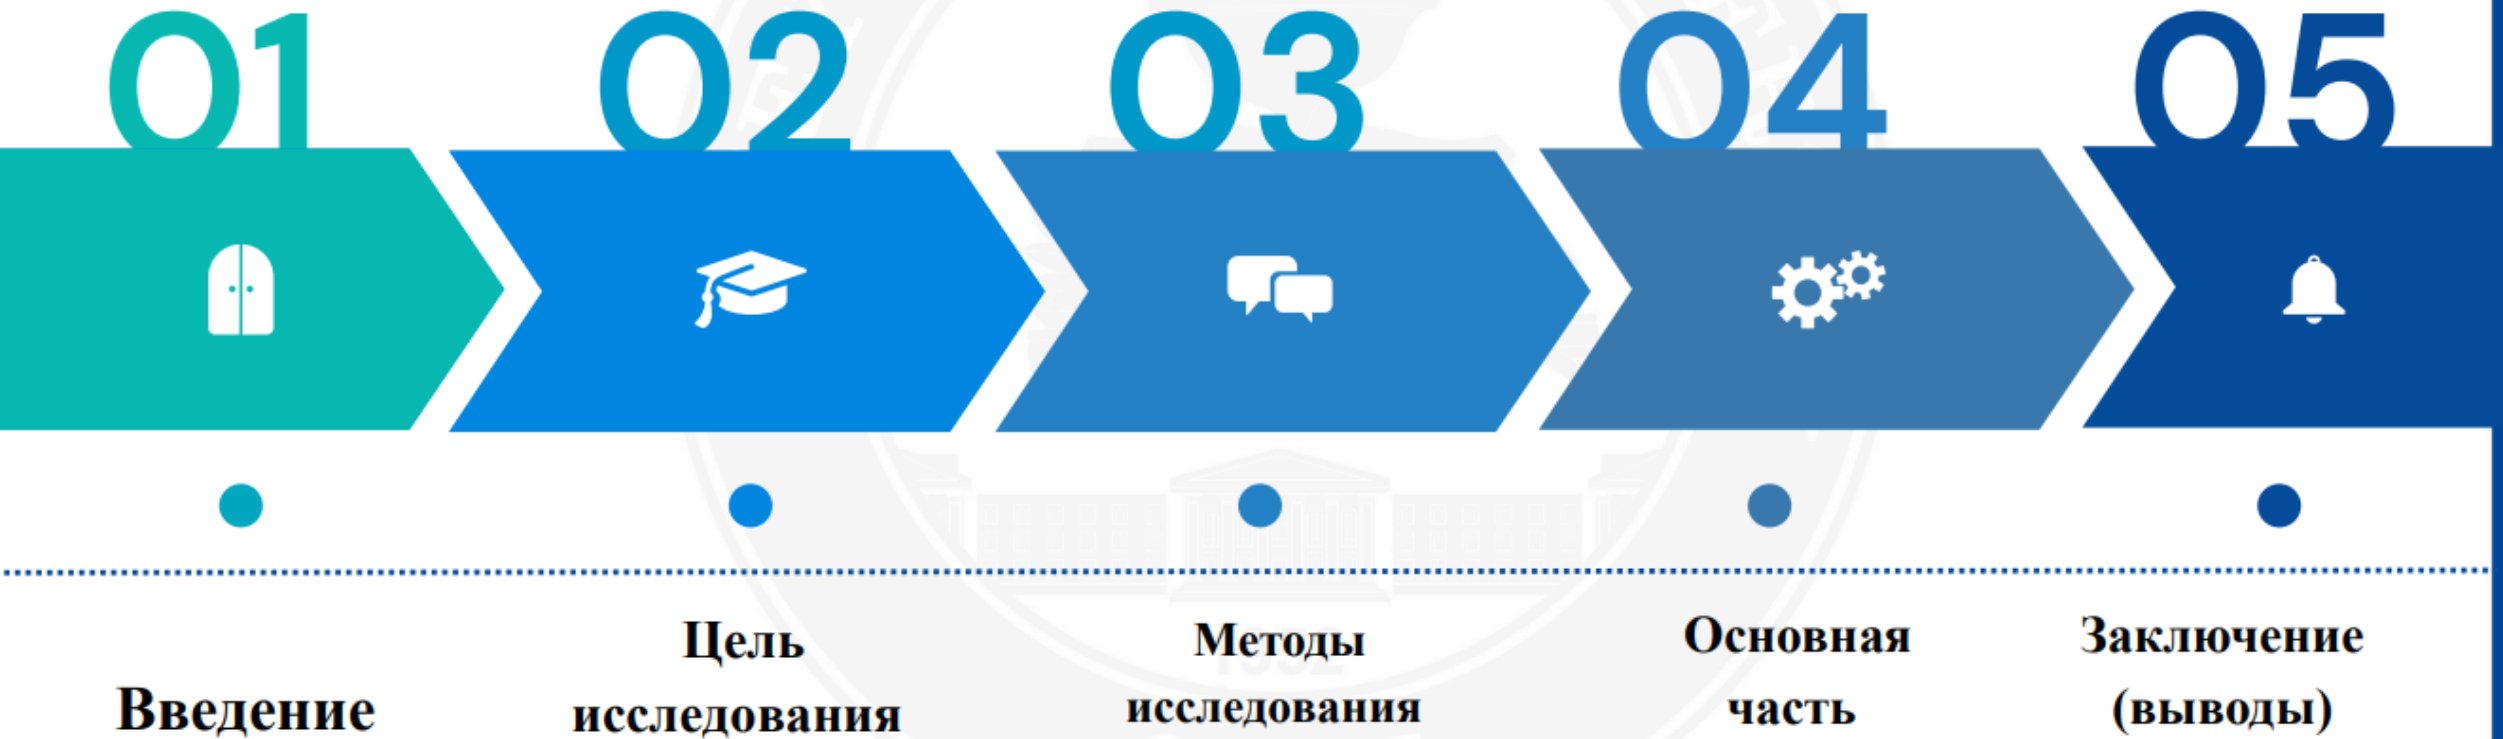 01
02
03
04
05
Введение
Цель
исследования
Методы
исследования
Основная
часть
Заключение
(выводы)